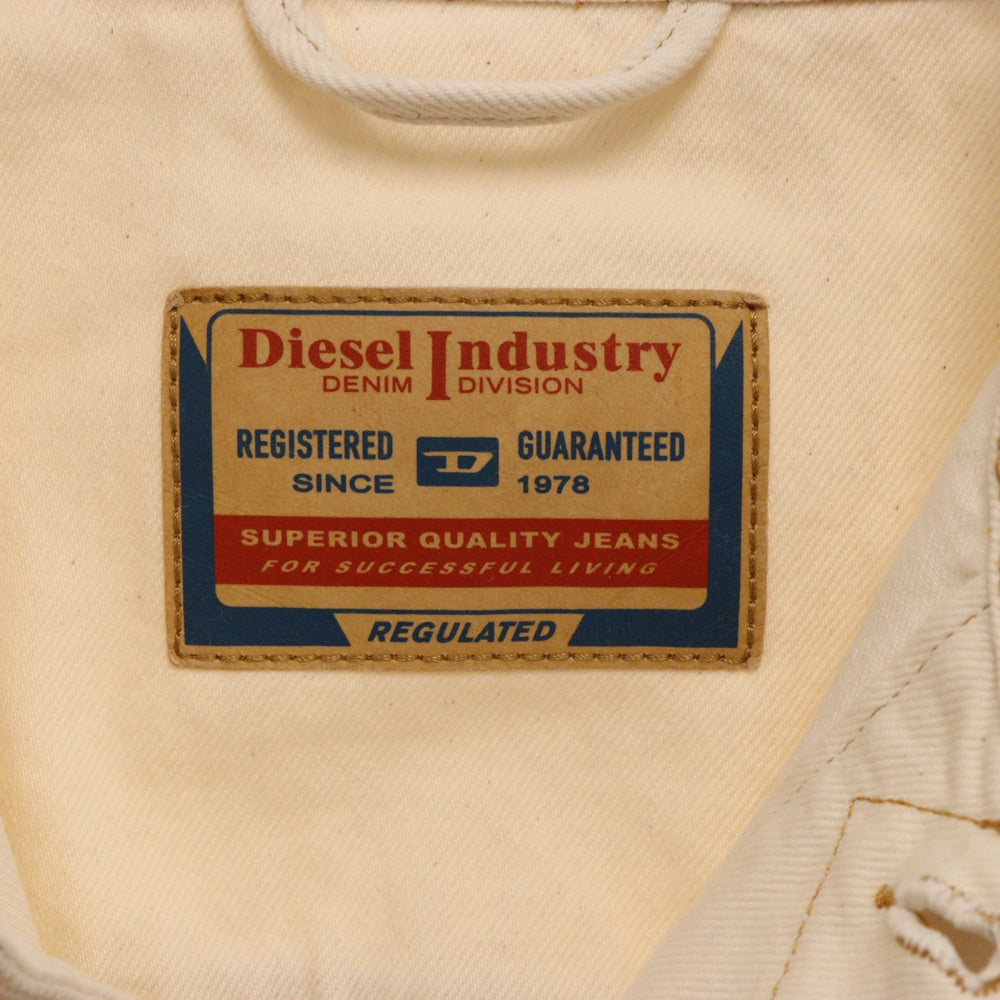 Diesel Industry
DENIM DIVISION
REGISTERED D GUARANTEED
SINCE 1978
SUPERIOR QUALITY JEANS
FOR SUCCESSFUL LIVING
REGULATED